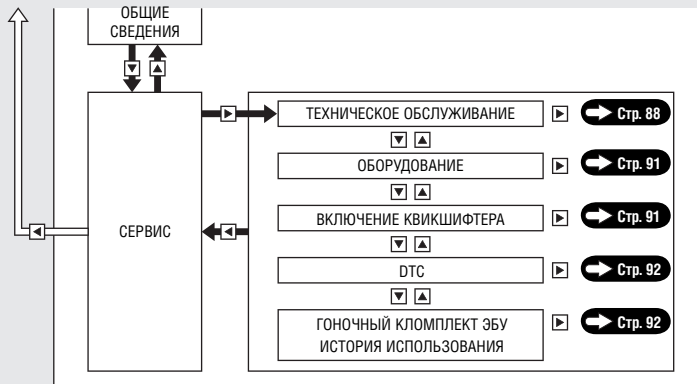 ОБЩИЕ
СВЕДЕНИЯ
СЕРВИС
ТЕХНИЧЕСКОЕ ОБСЛУЖИВАНИЕ
Стр. 88
ОБОРУДОВАНИЕ
Стр. 91
ВКЛЮЧЕНИЕ КВИКШИФТЕРА
Стр. 91
DTC
Стр. 92
ГОНОЧНЫЙ КЛОМПЛЕКТ ЭБУ
ИСТОРИЯ ИСПОЛЬЗОВАНИЯ
Стр. 92